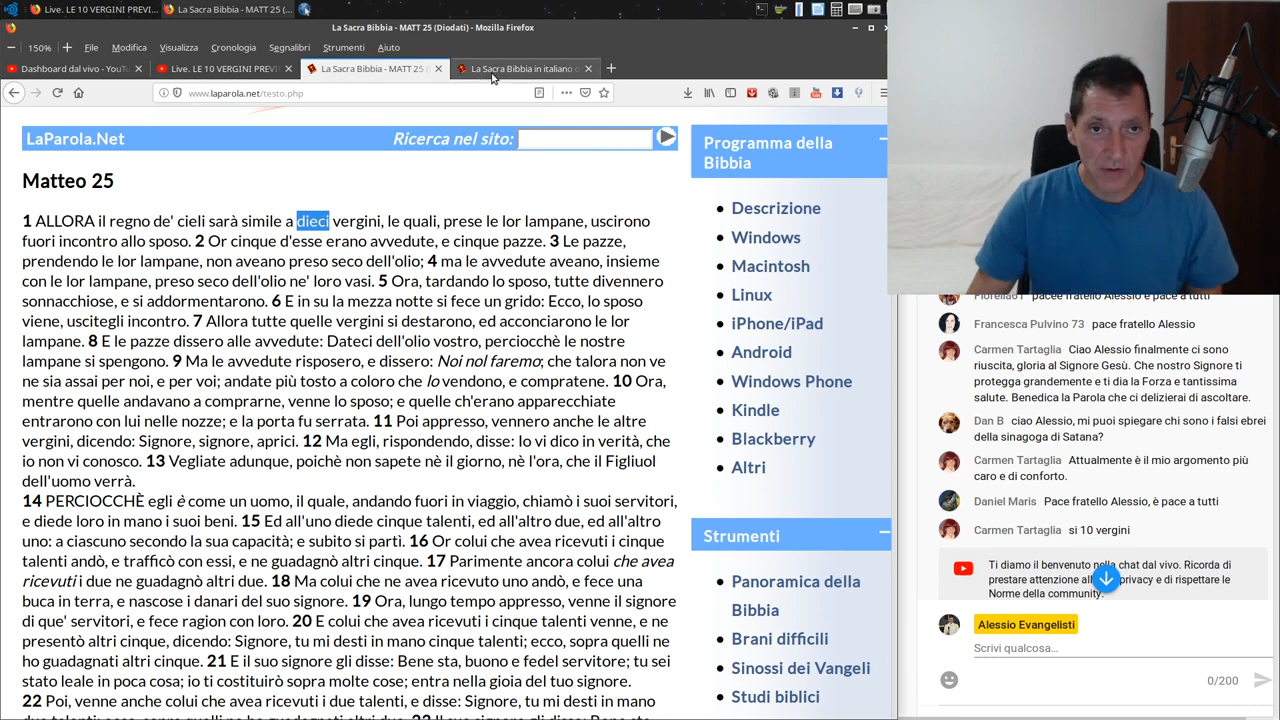 Live. LE 10 VERGINI PREVI...
La Sacra Bibbia - MATT 25 (...
La Sacra Bibbia - MATT 25 (Diodati) - Mozilla Firefox
150%
File
Modifica
Visualizza
Cronologia
Segnalibri
Strumenti
Aiuto
Dashboard dal vivo - YouTu
Live. LE 10 VERGINI PREVI
La Sacra Bibbia - MATT 25 (
La Sacra Bibbia in italiano
www.laparola.net/testo.php
LaParola.Net
Ricerca nel sito:
Matteo 25
1 ALLORA il regno de' cieli sarà simile a dieci vergini, le quali, prese le lor lampane, uscirono
fuori incontro allo sposo. 2 Or cinque d'esse erano avvedute, e cinque pazze. 3 Le pazze,
prendendo le lor lampane, non aveano preso seco dell'olio; 4 ma le avvedute aveano, insieme
con le lor lampane, preso seco dell'olio ne' loro vasi. 5 Ora, tardando lo sposo, tutte divennero
sonnacchiose, e si addormentarono. 6 E in su la mezza notte si fece un grido: Ecco, lo sposo
viene, uscitegli incontro. 7 Allora tutte quelle vergini si destarono, ed acconciarono le lor
lampane. 8 E le pazze dissero alle avvedute: Dateci dell'olio vostro, perciocchè le nostre
lampane si spengono. 9 Ma le avvedute risposero, e dissero: Noi nol faremo; che talora non ve
ne sia assai per noi, e per voi; andate più tosto a coloro che lo vendono, e compratene. 10 Ora,
mentre quelle andavano a comprarne, venne lo sposo; e quelle ch'erano apparecchiate
entrarono con lui nelle nozze; e la porta fu serrata. 11 Poi appresso, vennero anche le altre
vergini, dicendo: Signore, signore, aprici. 12 Ma egli, rispondendo, disse: Io vi dico in verità, che
io non vi conosco. 13 Vegliate adunque, poichè non sapete nè il giorno, nè l'ora, che il Figliuol
dell'uomo verrà.
14 PERCIOCCHÈ egli è come un uomo, il quale, andando fuori in viaggio, chiamò i suoi servitori,
e diede loro in mano i suoi beni. 15 Ed all'uno diede cinque talenti, ed all'altro due, ed all'altro
uno: a ciascuno secondo la sua capacità; e subito si partì. 16 Or colui che avea ricevuti i cinque
talenti andò, e trafficò con essi, e ne guadagnò altri cinque. 17 Parimente ancora colui che avea
ricevuti i due ne guadagnò altri due. 18 Ma colui che ne avea ricevuto uno andò, e fece una
buca in terra, e nascose i danari del suo signore. 19 Ora, lungo tempo appresso, venne il signore
di que' servitori, e fece ragion con loro. 20 E colui che avea ricevuti i cinque talenti venne, e ne
presentò altri cinque, dicendo: Signore, tu mi desti in mano cinque talenti; ecco, sopra quelli ne
ho guadagnati altri cinque. 21 E il suo signore gli disse: Bene sta, buono e fedel servitore; tu sei
stato leale in poca cosa; io ti costituirò sopra molte cose; entra nella gioia del tuo signore.
22 Poi, venne anche colui che avea ricevuti i due talenti, e disse: Signore, tu mi desti in mano
Programma della
Bibbia
Descrizione
Windows
Macintosh
Linux
iPhone/iPad
Android
Windows Phone
Kindle
Blackberry
Altri
Strumenti
Panoramica della
Bibbia
Brani difficili
Sinossi dei Vangeli
Studi biblici
Fiorella61 pacee fratello Alessio e pace a tutti
Francesca Pulvino 73 pace fratello Alessio
Carmen Tartaglia Ciao Alessio finalmente ci sono
riuscita, gloria al Signore Gesù. Che nostro Signore ti
protegga grandemente e ti dia la Forza e tantissima
salute. Benedica la Parola che ci delizierai di ascoltare.
Dan B ciao Alessio, mi puoi spiegare chi sono i falsi ebrei
della sinagoga di Satana?
Carmen Tartaglia Attualmente è il mio argomento più
caro e di conforto.
Daniel Maris Pace fratello Alessio, è pace a tutti
Carmen Tartaglia si 10 vergini
Ti diamo il benvenuto nella chat dal vivo. Ricorda di
prestare attenzione privacy e di rispettare le
Norme della community.
Alessio Evangelisti
Scrivi qualcosa...
0/200